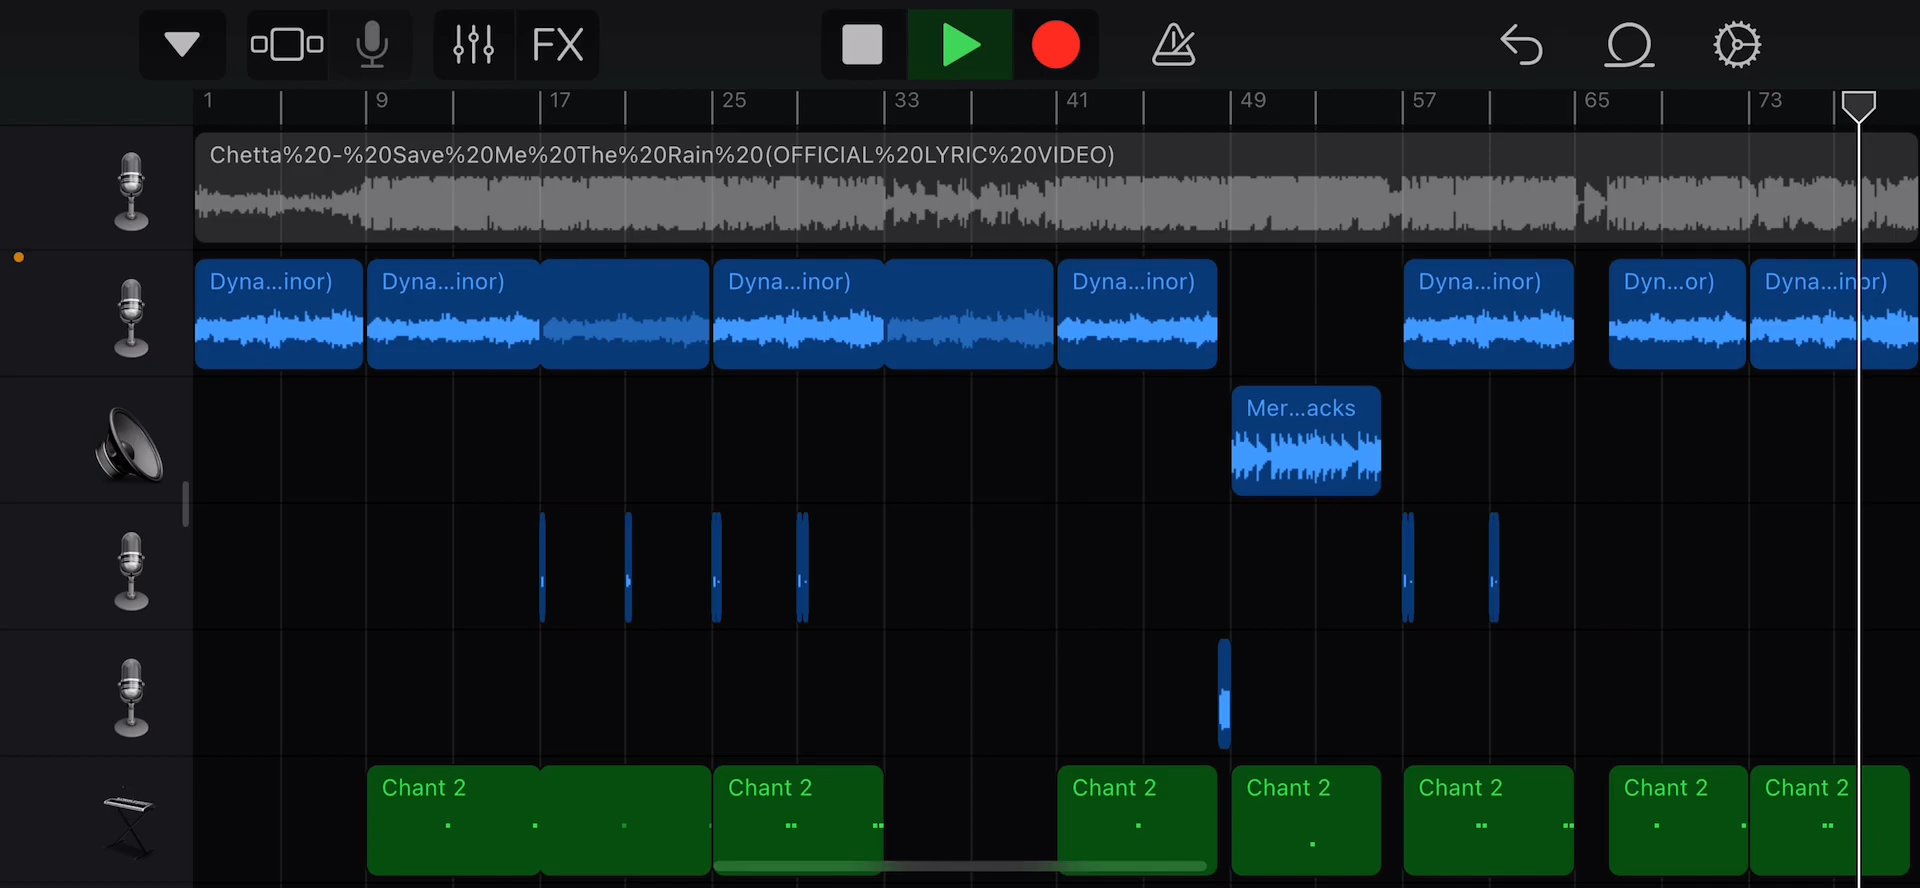 FX
1 9 17 25 33 41 49 57 65 73
Chetta%20-%20Save%20Me%20The%20Rain%20(OFFICIAL%20LYRIC%20VIDEO)
Dyna...inor) Dyna...inor) Dyna...inor) Dyna...inor) Dyna...inor) Dyn...or) Dyna...inor)
Mer...acks
Chant 2 Chant 2 Chant 2 Chant 2 Chant 2 Chant 2 Chant 2